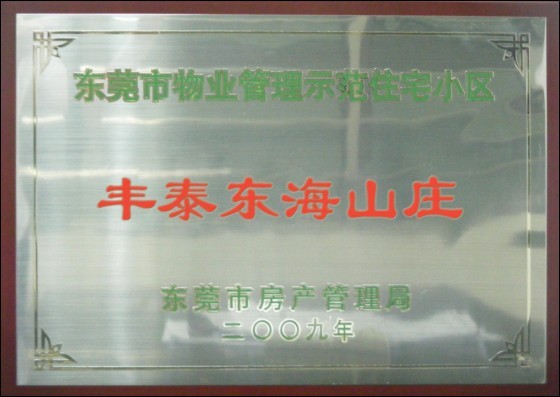 东莞市物业管理示范住宅小区
丰泰东海山庄
东莞市房产管理局
二〇〇九年